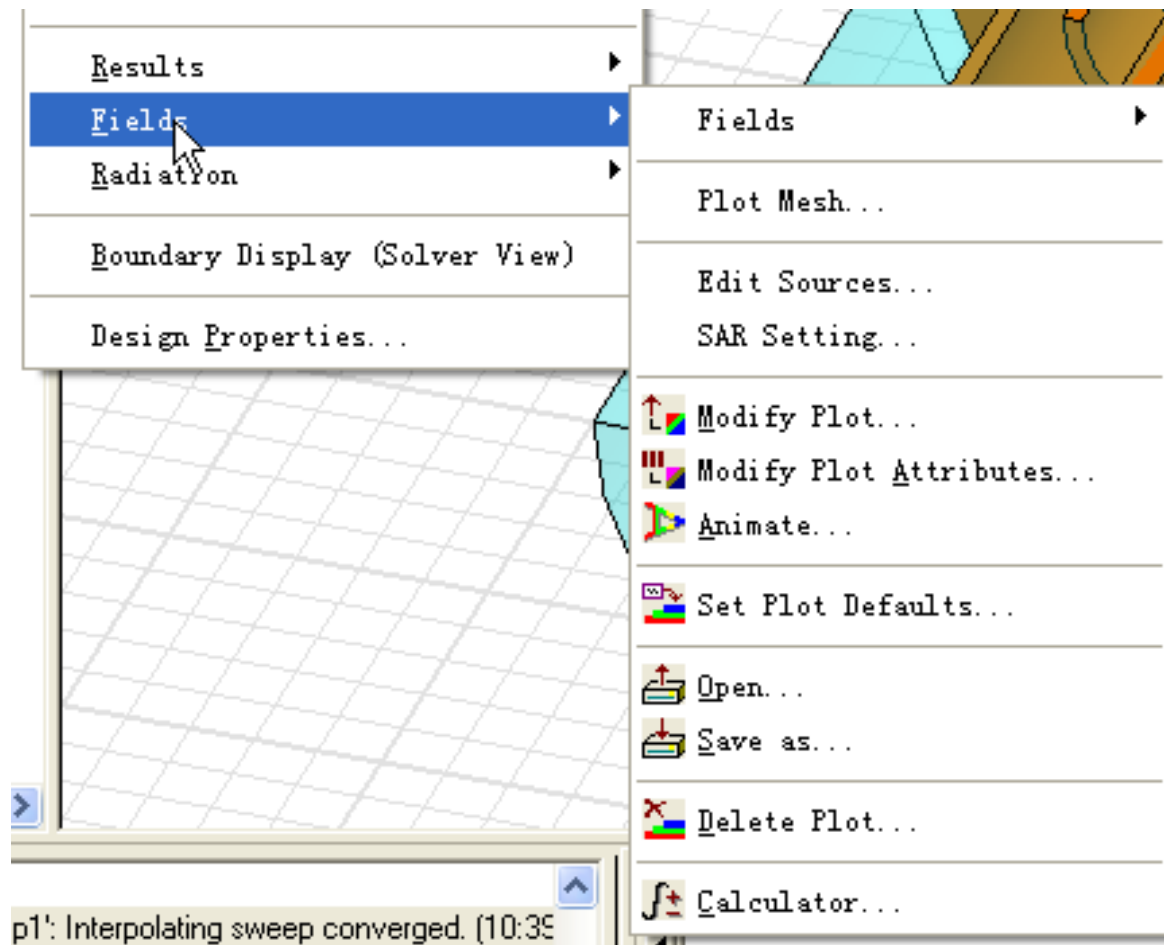 Results
Fields
Radiation
Boundary Display (Solver View)
Design Properties...
Fields
Plot Mesh...
Edit Sources...
SAR Setting...
Modify Plot...
Modify Plot Attributes...
Animate...
Set Plot Defaults...
Open...
Save as...
Delete Plot...
Calculator...
p1': Interpolating sweep converged. (10:39